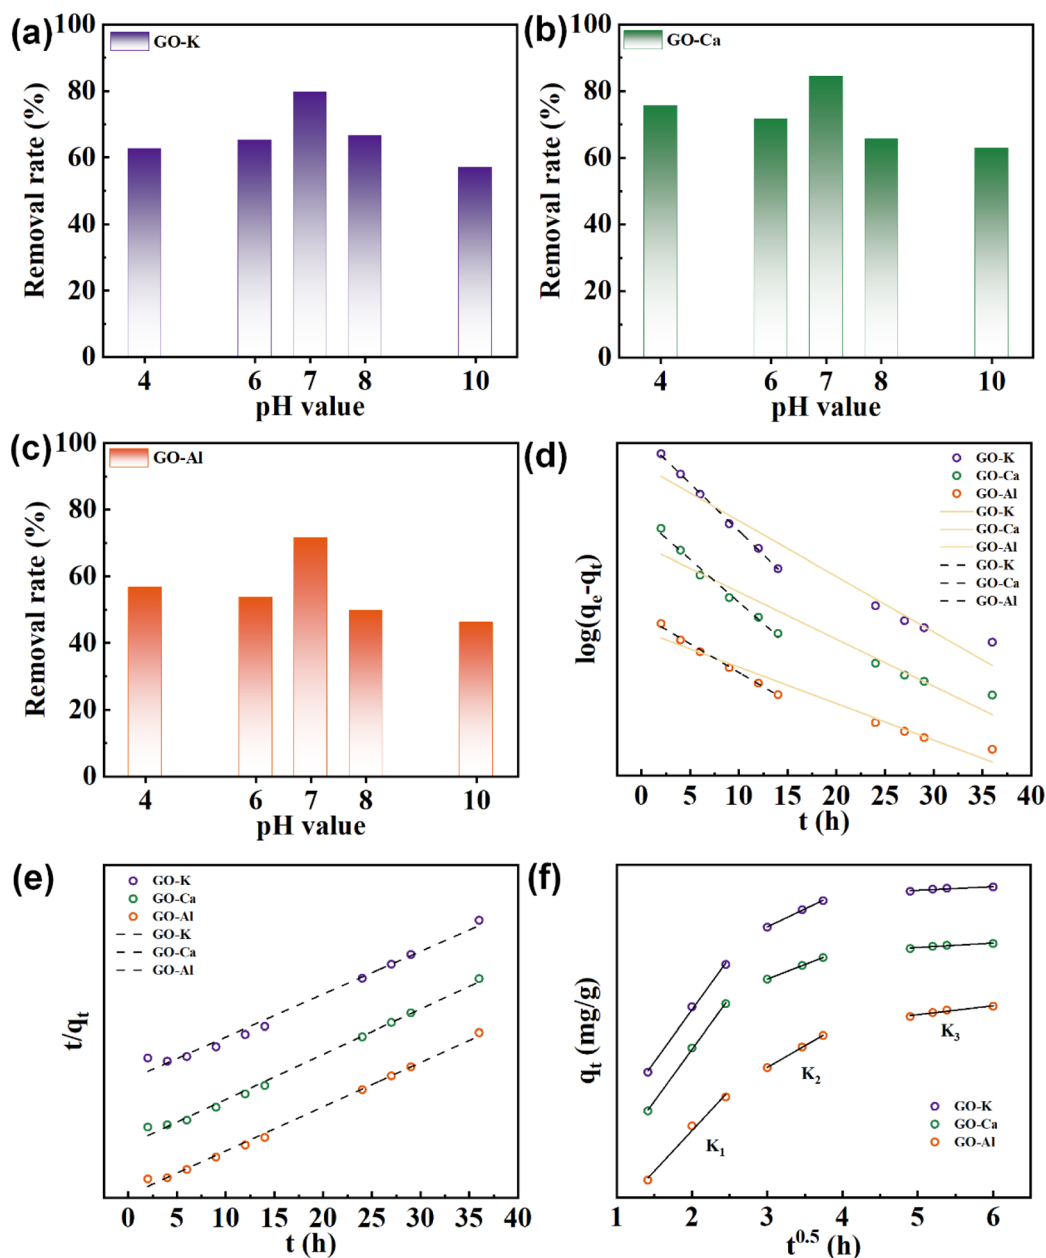 (a)
GO-K
Removal rate (%)
100
80
60
40
20
0
4 6 7 8 10
pH value
(b)
GO-Ca
Removal rate (%)
100
80
60
40
20
0
4 6 7 8 10
pH value
(c)
GO-Al
Removal rate (%)
100
80
60
40
20
0
4 6 7 8 10
pH value
(d)
GO-K
GO-Ca
GO-Al
GO-K
GO-Ca
GO-Al
GO-K
GO-Ca
GO-Al
log(qe-qt)
0 5 10 15 20 25 30 35 40
t (h)
(e)
GO-K
GO-Ca
GO-Al
GO-K
GO-Ca
GO-Al
t/qt
0 5 10 15 20 25 30 35 40
t (h)
(f)
qt (mg/g)
K1
K2
K3
GO-K
GO-Ca
GO-Al
1 2 3 4 5 6
t0.5 (h)